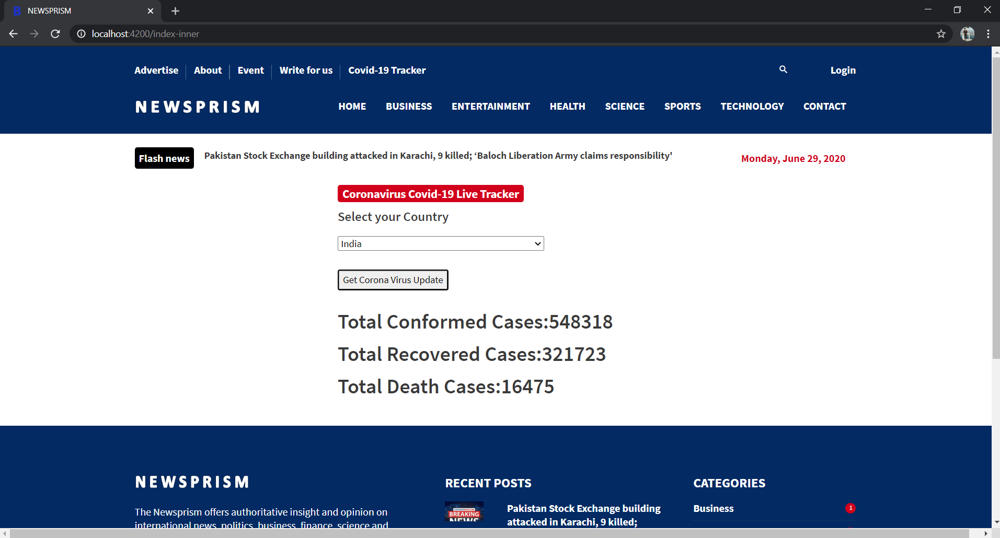 NEWSPRISM
localhost:4200/index-inner
Advertise About Event Write for us Covid-19 Tracker Login
NEWSPRISM HOME BUSINESS ENTERTAINMENT HEALTH SCIENCE SPORTS TECHNOLOGY CONTACT
Flash news Pakistan Stock Exchange building attacked in Karachi, 9 killed; ‘Baloch Liberation Army claims responsibility' Monday, June 29, 2020
Coronavirus Covid-19 Live Tracker
Select your Country
India
Get Corona Virus Update
Total Conformed Cases:548318
Total Recovered Cases:321723
Total Death Cases:16475
NEWSPRISM
The Newsprism offers authoritative insight and opinion on
international news, politics, business, finance, science and
RECENT POSTS
BREAKING
NEWS
Pakistan Stock Exchange building
attacked in Karachi, 9 killed;
CATEGORIES
Business 1